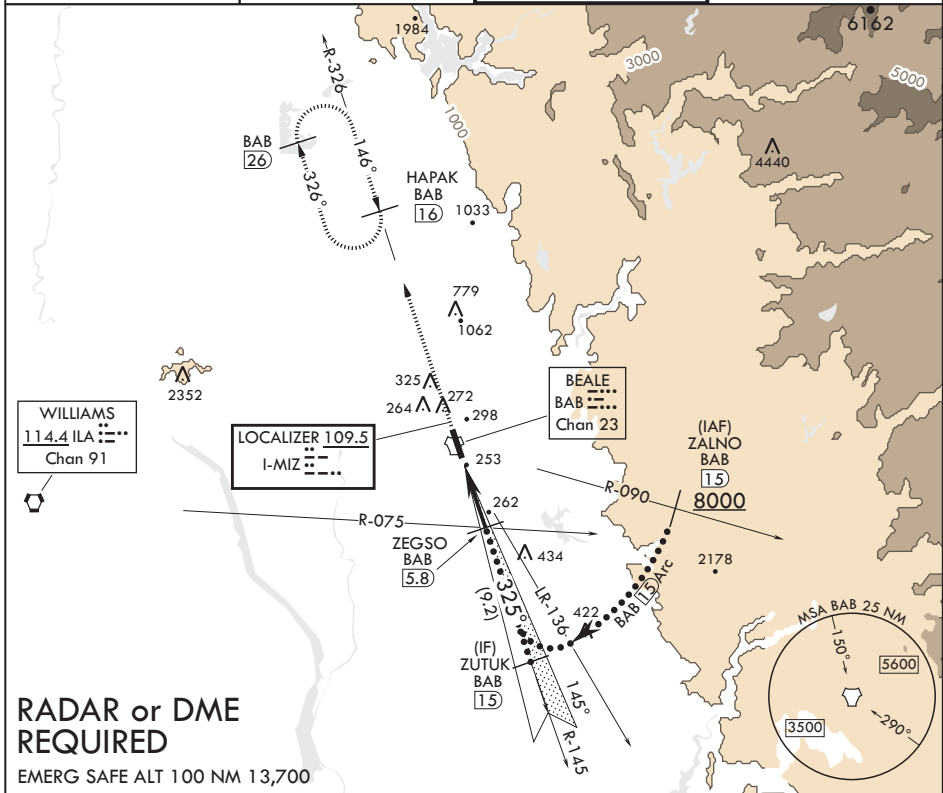 1984
6162
3000
5000
1000
R-326
BAB
26
146°
326°
4440
HAPAK
BAB
16
1033
779
1062
2352
325
264
272
298
253
BEALE
BAB
Chan 23
WILLIAMS
114.4 ILA
Chan 91
LOCALIZER 109.5
I-MIZ
(IAF)
ZALNO
BAB
15
8000
R-090
R-075
262
ZEGSO
BAB
5.8
434
2178
325°
(9.2)
LR-136
422
BAB 15 Arc
(IF)
ZUTUK
BAB
15
145°
R-145
MSA BAB 25 NM
150°
5600
3500
290°
RADAR or DME
REQUIRED
EMERG SAFE ALT 100 NM 13,700